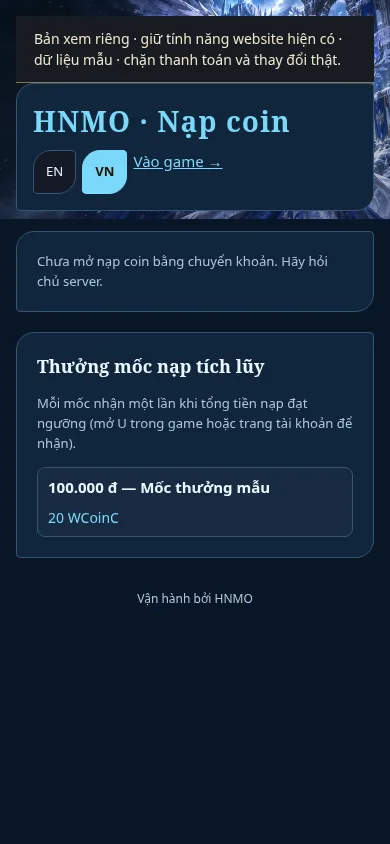 Bản xem riêng · giữ tính năng website hiện có ·
dữ liệu mẫu · chặn thanh toán và thay đổi thật.
HNMO · Nạp coin
EN
VN
Vào game →
Chưa mở nạp coin bằng chuyển khoản. Hãy hỏi
chủ server.
Thưởng mốc nạp tích lũy
Mỗi mốc nhận một lần khi tổng tiền nạp đạt
ngưỡng (mở U trong game hoặc trang tài khoản để
nhận).
100.000 đ — Mốc thưởng mẫu
20 WCoinC
Vận hành bởi HNMO